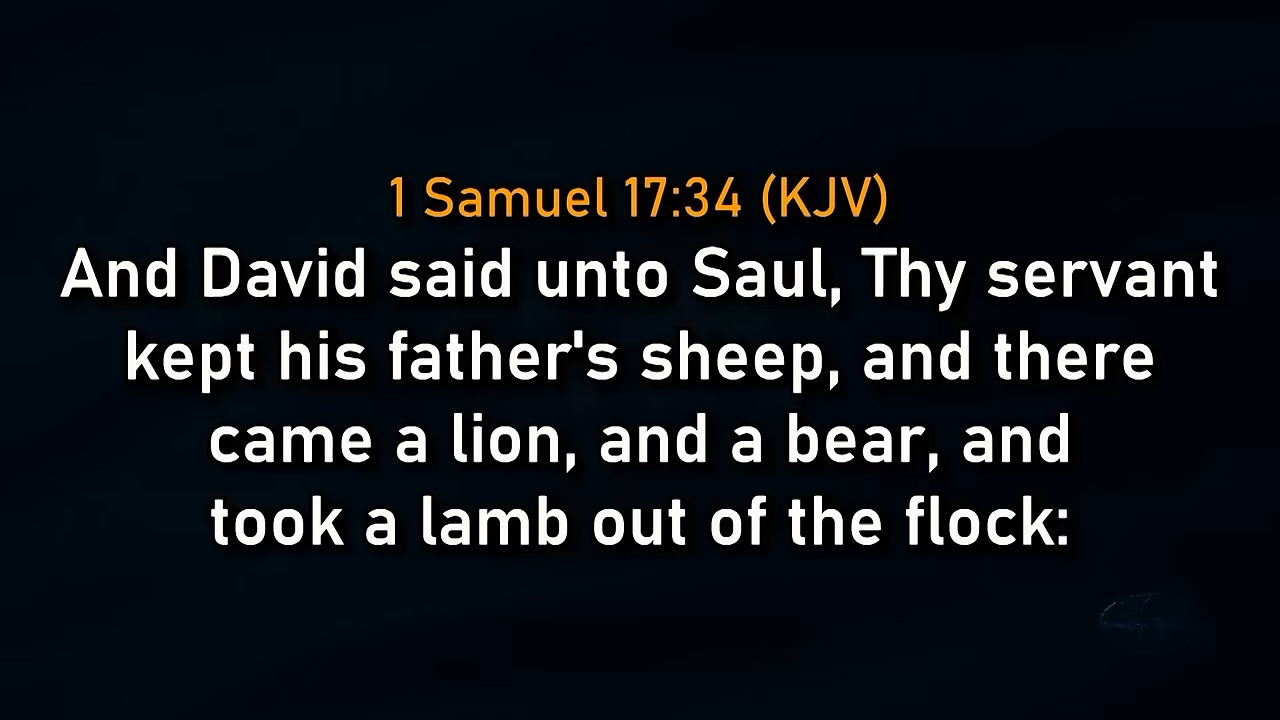 1 Samuel 17:34 (KJV)
And David said unto Saul, Thy servant
kept his father's sheep, and there
came a lion, and a bear, and
took a lamb out of the flock: